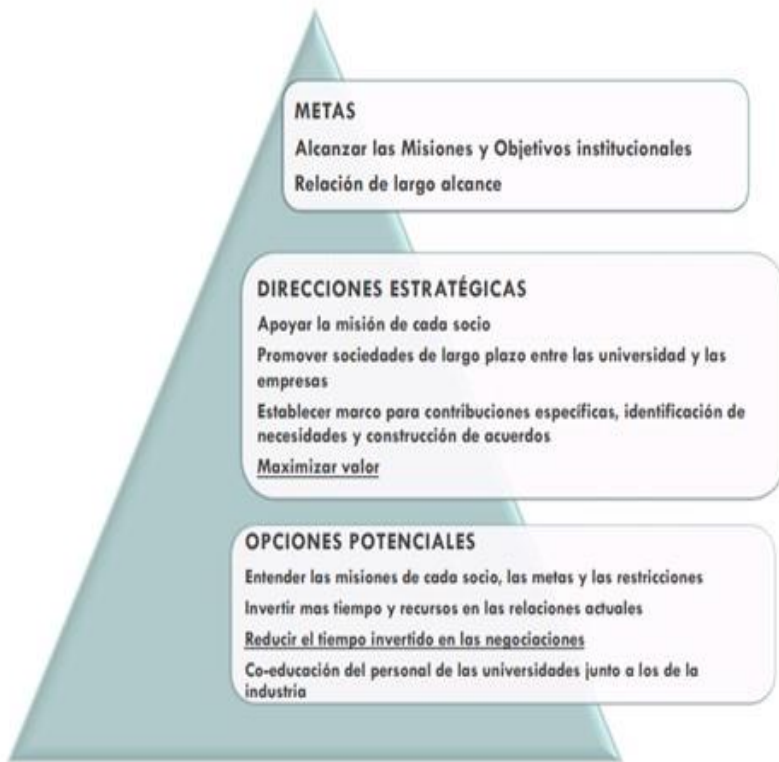 METAS
Alcanzar las Misiones y Objetivos institucionales
Relación de largo alcance
DIRECCIONES ESTRATÉGICAS
Apoyar la misión de cada socio
Promover sociedades de largo plazo entre las universidad y las
empresas
Establecer marco para contribuciones específicas, identificación de
necesidades y construcción de acuerdos
Maximizar valor
OPCIONES POTENCIALES
Entender las misiones de cada socio, las metas y las restricciones
Invertir mas tiempo y recursos en las relaciones actuales
Reducir el tiempo invertido en las negociaciones
Co-educación del personal de las universidades junto a los de la
industria